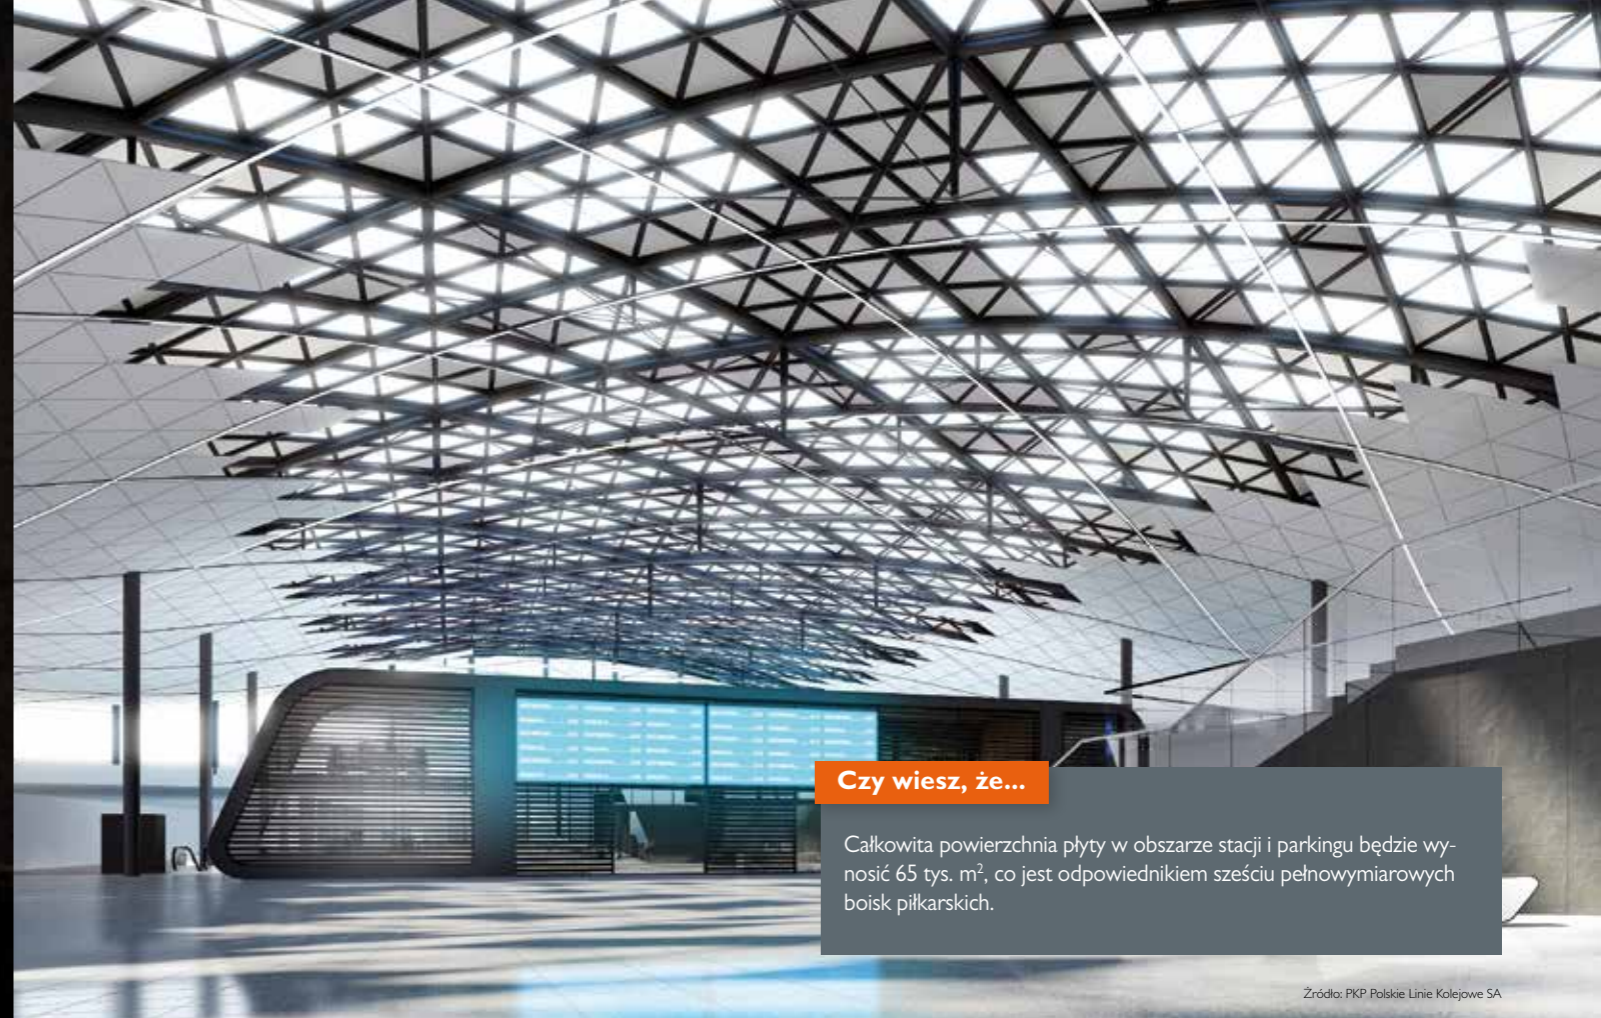 Czy wiesz, że...
Całkowita powierzchnia płyty w obszarze stacji i parkingu będzie wy-
nosić 65 tys. m², co jest odpowiednikiem sześciu pełnowymiarowych
boisk piłkarskich.
Źródło: PKP Polskie Linie Kolejowe SA